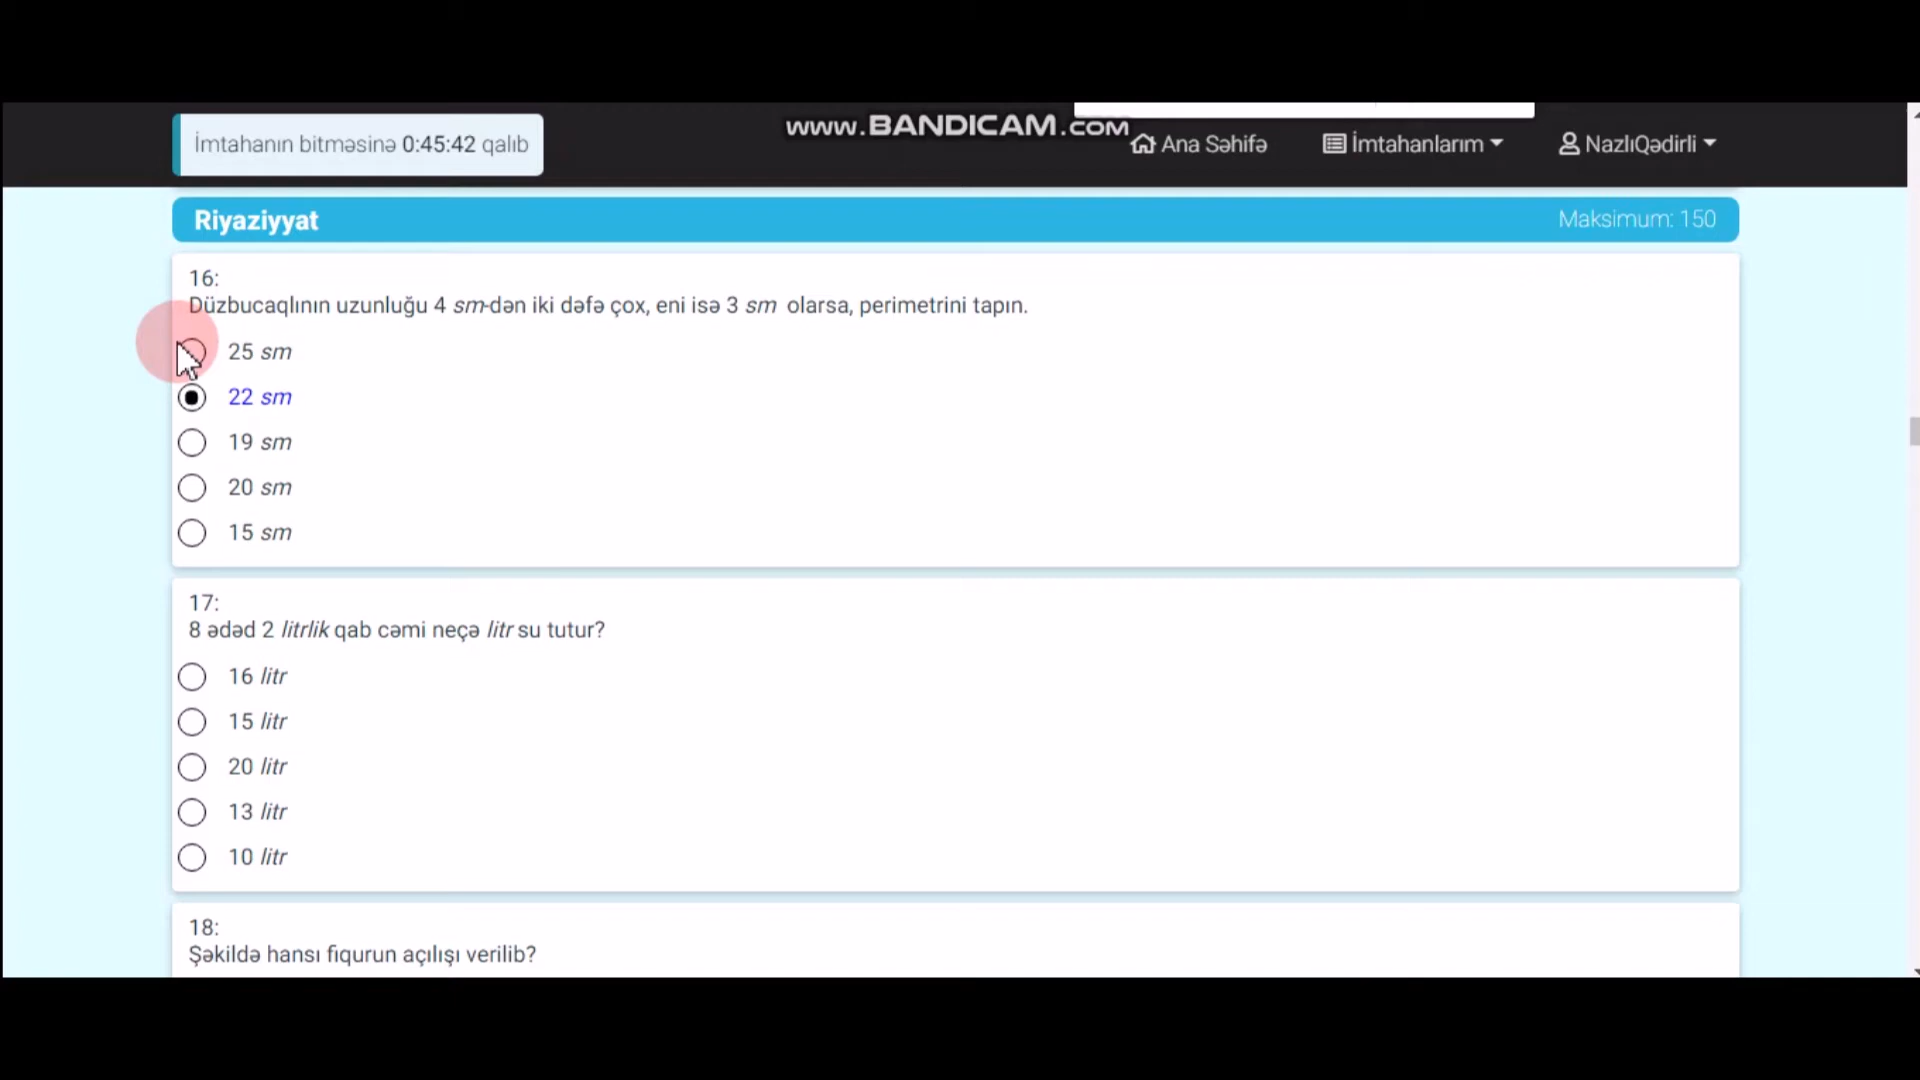 www.BANDICAM.COM
İmtahanın bitməsinə 0:45:42 qalıb
Ana Səhifə
İmtahanlarım
NazlıQədirli
Riyaziyyat
Maksimum: 150
16:
Düzbucaqlının uzunluğu 4 sm-dən iki dəfə çox, eni isə 3 sm olarsa, perimetrini tapın.
25 sm
22 sm
19 sm
20 sm
15 sm
17:
8 ədəd 2 litrlik qab cəmi neçə litr su tutur?
16 litr
15 litr
20 litr
13 litr
10 litr
18:
Şəkildə hansı fiqurun açılışı verilib?